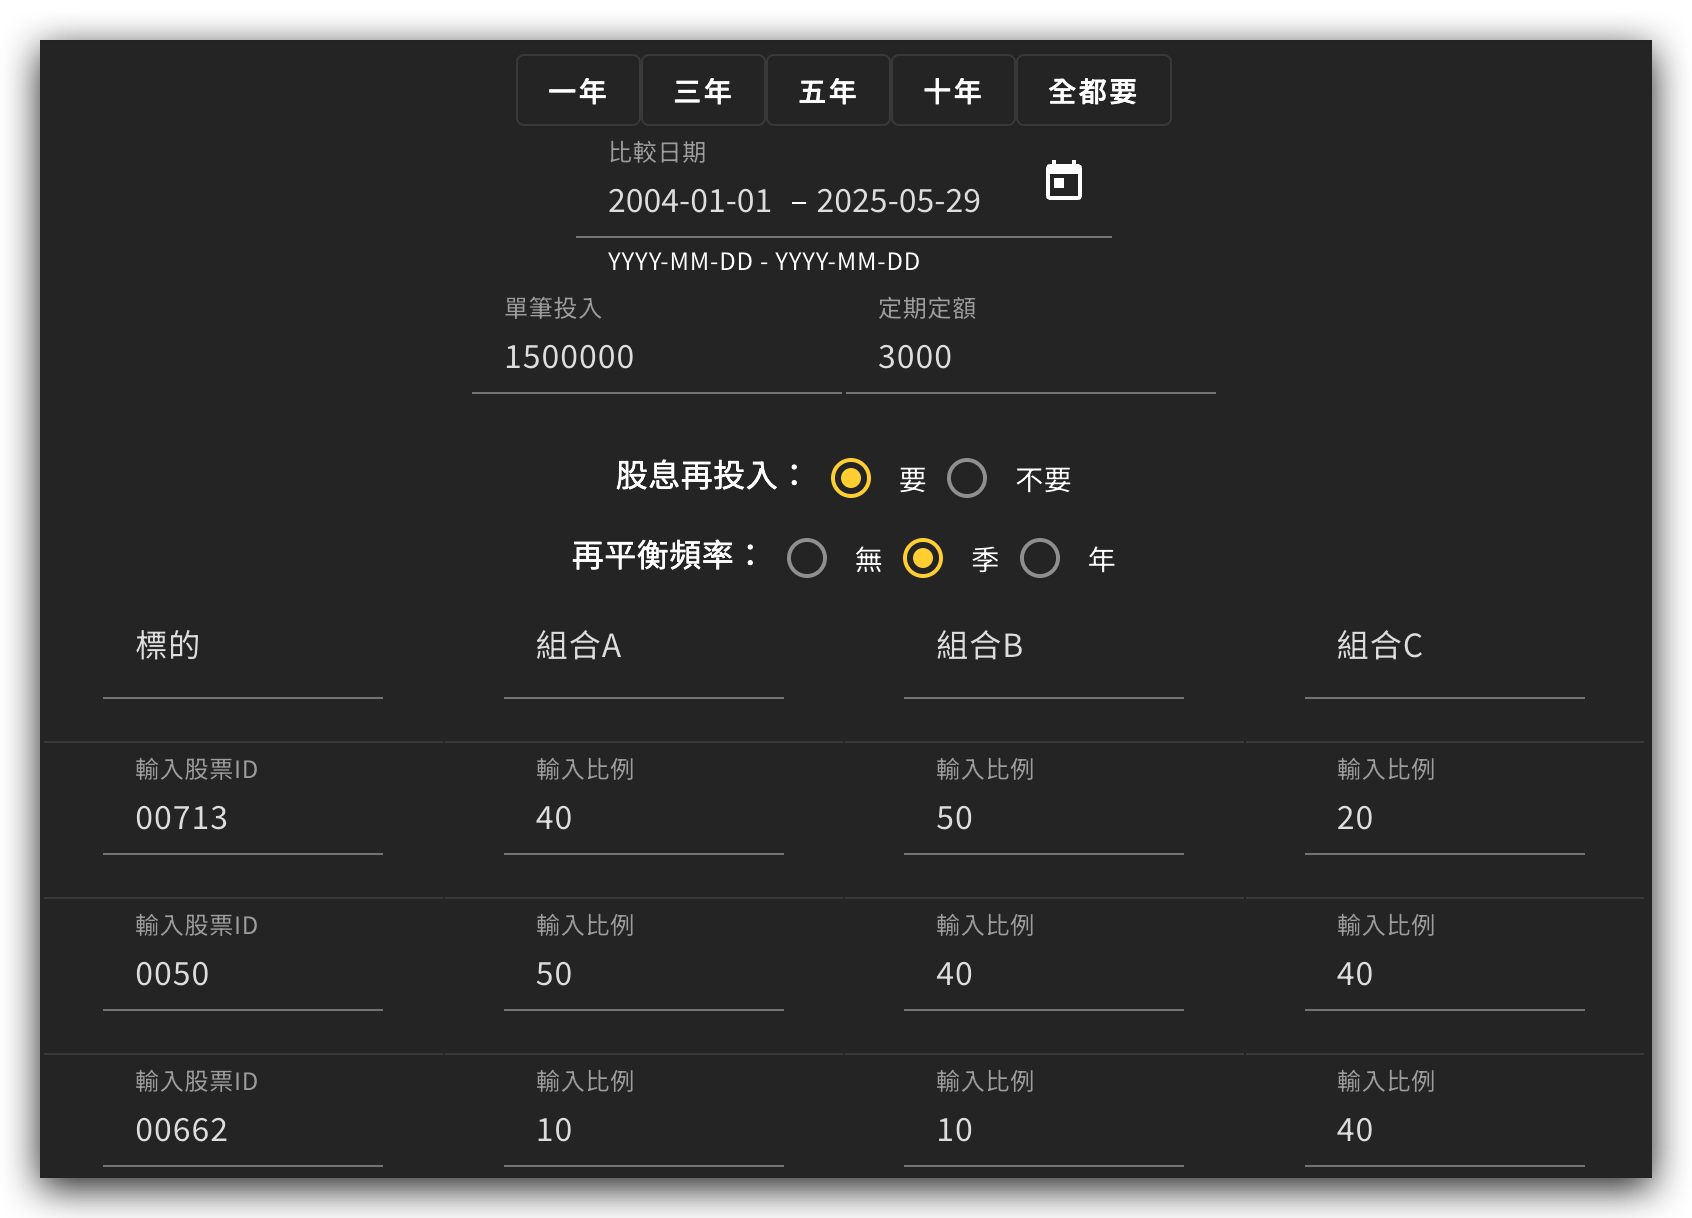 一年 三年 五年 十年 全都要
比較日期
2004-01-01 – 2025-05-29
YYYY-MM-DD - YYYY-MM-DD
單筆投入 定期定額
1500000 3000
股息再投入： 要 不要
再平衡頻率： 無 季 年
標的 組合A 組合B 組合C
輸入股票ID 輸入比例 輸入比例 輸入比例
00713 40 50 20
輸入股票ID 輸入比例 輸入比例 輸入比例
0050 50 40 40
輸入股票ID 輸入比例 輸入比例 輸入比例
00662 10 10 40